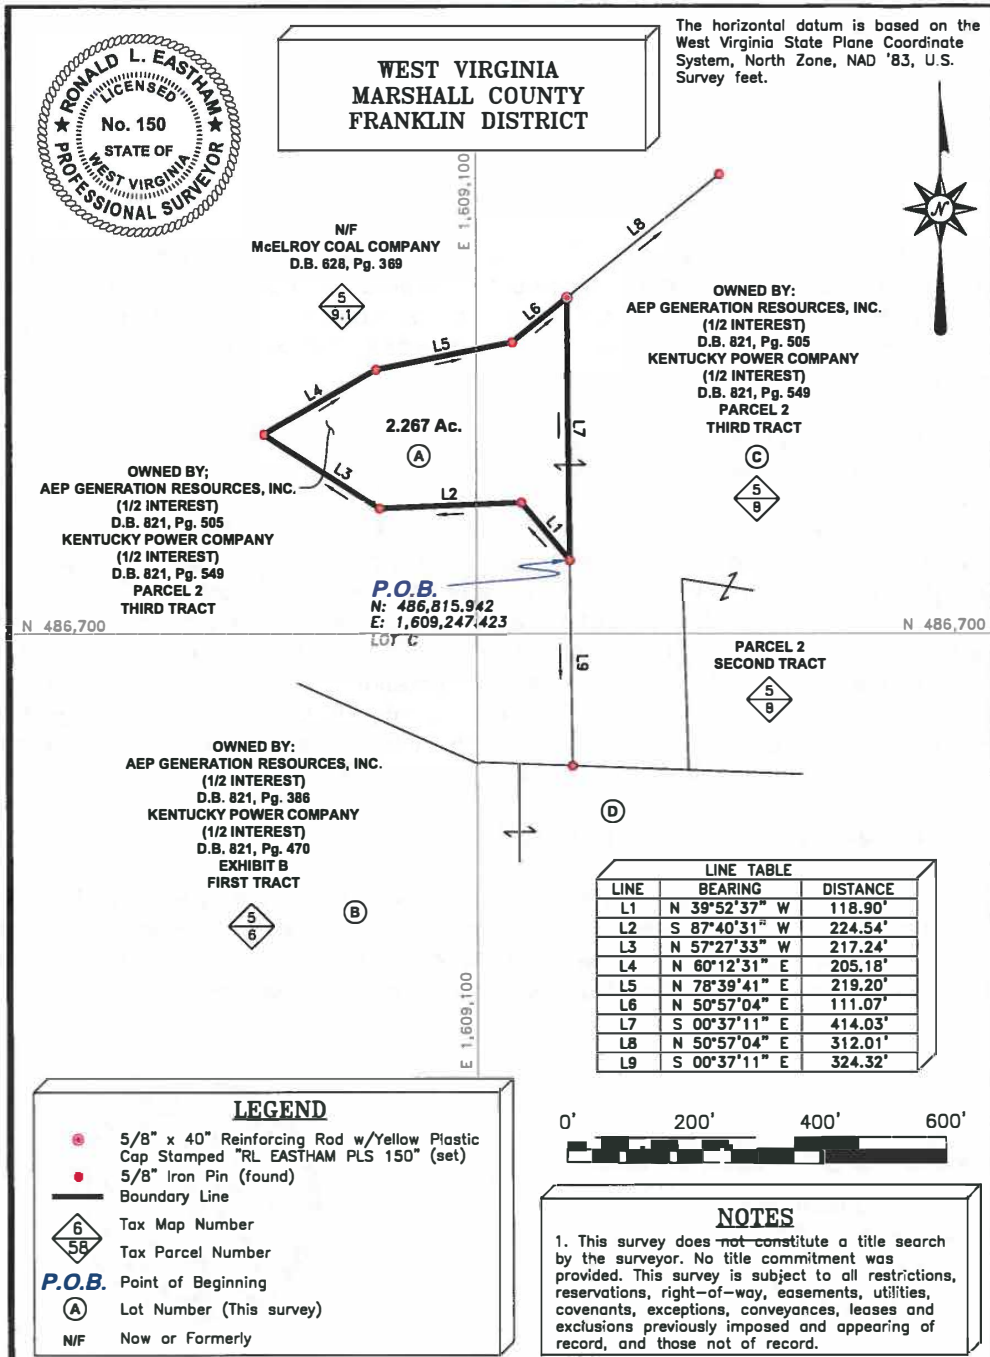 RONALD L. EASTHAM
LICENSED
No. 150
STATE OF
WEST VIRGINIA
★ PROFESSIONAL SURVEYOR ★
WEST VIRGINIA
MARSHALL COUNTY
FRANKLIN DISTRICT
The horizontal datum is based on the
West Virginia State Plane Coordinate
System, North Zone, NAD '83, U.S.
Survey feet.
N
E 1,609,100
N/F
McELROY COAL COMPANY
D.B. 628, Pg. 369
5
9.1
L8
L6
L5
L4
L7
L3
L2
L1
2.267 Ac.
A
OWNED BY:
AEP GENERATION RESOURCES, INC.
(1/2 INTEREST)
D.B. 821, Pg. 505
KENTUCKY POWER COMPANY
(1/2 INTEREST)
D.B. 821, Pg. 549
PARCEL 2
THIRD TRACT
C
5
8
OWNED BY;
AEP GENERATION RESOURCES, INC.
(1/2 INTEREST)
D.B. 821, Pg. 505
KENTUCKY POWER COMPANY
(1/2 INTEREST)
D.B. 821, Pg. 549
PARCEL 2
THIRD TRACT
P.O.B.
N: 486,815.942
E: 1,609,247.423
LOT C
N 486,700
N 486,700
L9
PARCEL 2
SECOND TRACT
5
8
OWNED BY:
AEP GENERATION RESOURCES, INC.
(1/2 INTEREST)
D.B. 821, Pg. 386
KENTUCKY POWER COMPANY
(1/2 INTEREST)
D.B. 821, Pg. 470
EXHIBIT B
FIRST TRACT
5
6
B
D
E 1,609,100
LINE TABLE
LINE BEARING DISTANCE
L1 N 39°52'37" W 118.90'
L2 S 87°40'31" W 224.54'
L3 N 57°27'33" W 217.24'
L4 N 60°12'31" E 205.18'
L5 N 78°39'41" E 219.20'
L6 N 50°57'04" E 111.07'
L7 S 00°37'11" E 414.03'
L8 N 50°57'04" E 312.01'
L9 S 00°37'11" E 324.32'
LEGEND
5/8" x 40" Reinforcing Rod w/Yellow Plastic
Cap Stamped "RL EASTHAM PLS 150" (set)
5/8" Iron Pin (found)
Boundary Line
6
58
Tax Map Number
Tax Parcel Number
P.O.B. Point of Beginning
A Lot Number (This survey)
N/F Now or Formerly
0' 200' 400' 600'
NOTES
1. This survey does not constitute a title search
by the surveyor. No title commitment was
provided. This survey is subject to all restrictions,
reservations, right-of-way, easements, utilities,
covenants, exceptions, conveyances, leases and
exclusions previously imposed and appearing of
record, and those not of record.